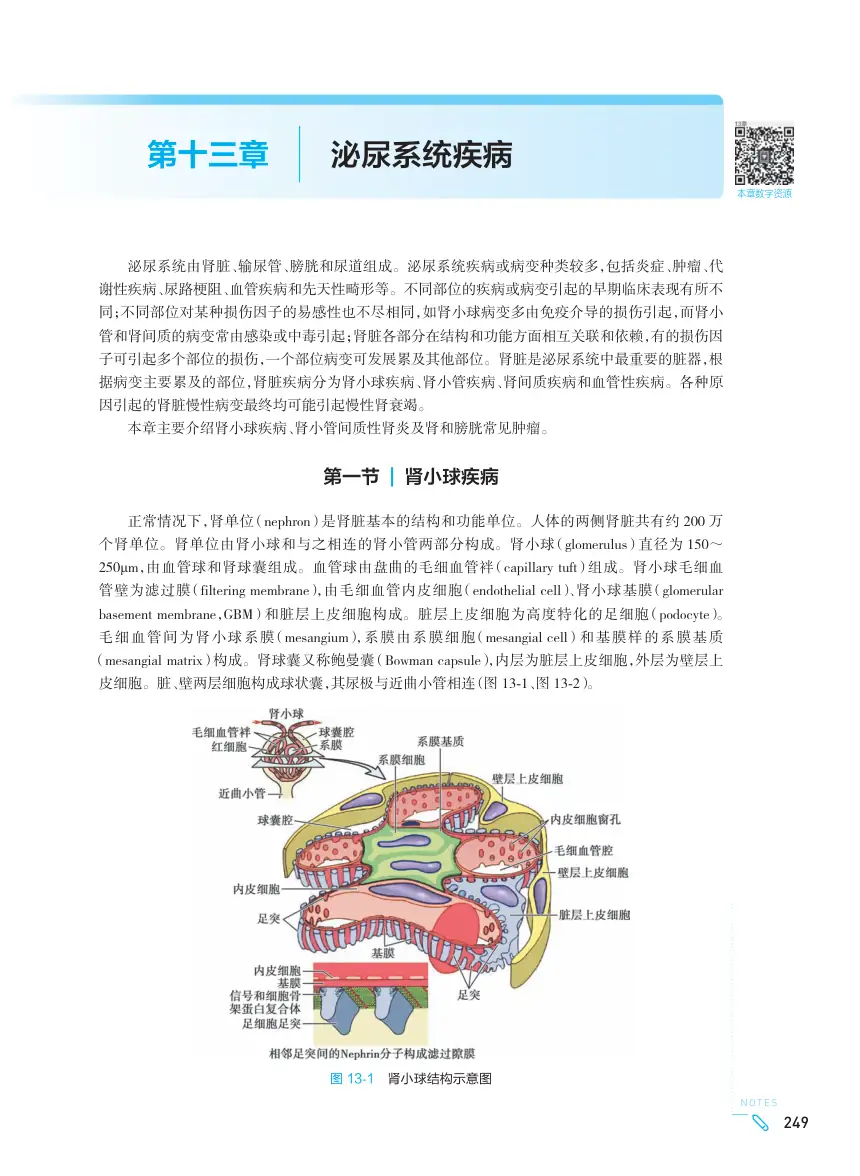 第十三章
泌尿系统疾病
13章
本章数字资源
泌尿系统由肾脏、输尿管、膀胱和尿道组成。泌尿系统疾病或病变种类较多,包括炎症、肿瘤、代
谢性疾病、尿路梗阻、血管疾病和先天性畸形等。不同部位的疾病或病变引起的早期临床表现有所不
同;不同部位对某种损伤因子的易感性也不尽相同,如肾小球病变多由免疫介导的损伤引起,而肾小
管和肾间质的病变常由感染或中毒引起;肾脏各部分在结构和功能方面相互关联和依赖,有的损伤因
子可引起多个部位的损伤,一个部位病变可发展累及其他部位。肾脏是泌尿系统中最重要的脏器,根
据病变主要累及的部位,肾脏疾病分为肾小球疾病、肾小管疾病、肾间质疾病和血管性疾病。各种原
因引起的肾脏慢性病变最终均可能引起慢性肾衰竭。
本章主要介绍肾小球疾病、肾小管间质性肾炎及肾和膀胱常见肿瘤。
第一节 | 肾小球疾病
正常情况下,肾单位(nephron)是肾脏基本的结构和功能单位。人体的两侧肾脏共有约 200 万
个肾单位。肾单位由肾小球和与之相连的肾小管两部分构成。肾小球(glomerulus)直径为 150~
250μm,由血管球和肾球囊组成。血管球由盘曲的毛细血管袢(capillary tuft)组成。肾小球毛细血
管壁为滤过膜(filtering membrane),由毛细血管内皮细胞(endothelial cell)、肾小球基膜(glomerular
basement membrane,GBM)和脏层上皮细胞构成。脏层上皮细胞为高度特化的足细胞(podocyte)。
毛细血管间为肾小球系膜(mesangium),系膜由系膜细胞(mesangial cell)和基膜样的系膜基质
(mesangial matrix)构成。肾球囊又称鲍曼囊(Bowman capsule),内层为脏层上皮细胞,外层为壁层上
皮细胞。脏、壁两层细胞构成球状囊,其尿极与近曲小管相连(图 13-1、图 13-2)。
肾小球
毛细血管袢
红细胞
球囊腔
系膜
近曲小管
系膜基质
系膜细胞
壁层上皮细胞
球囊腔
内皮细胞窗孔
毛细血管腔
壁层上皮细胞
内皮细胞
足突
脏层上皮细胞
基膜
足突
内皮细胞
基膜
信号和细胞骨
架蛋白复合体
足细胞足突
相邻足突间的Nephrin分子构成滤过隙膜
图 13-1 肾小球结构示意图
NOTES
249